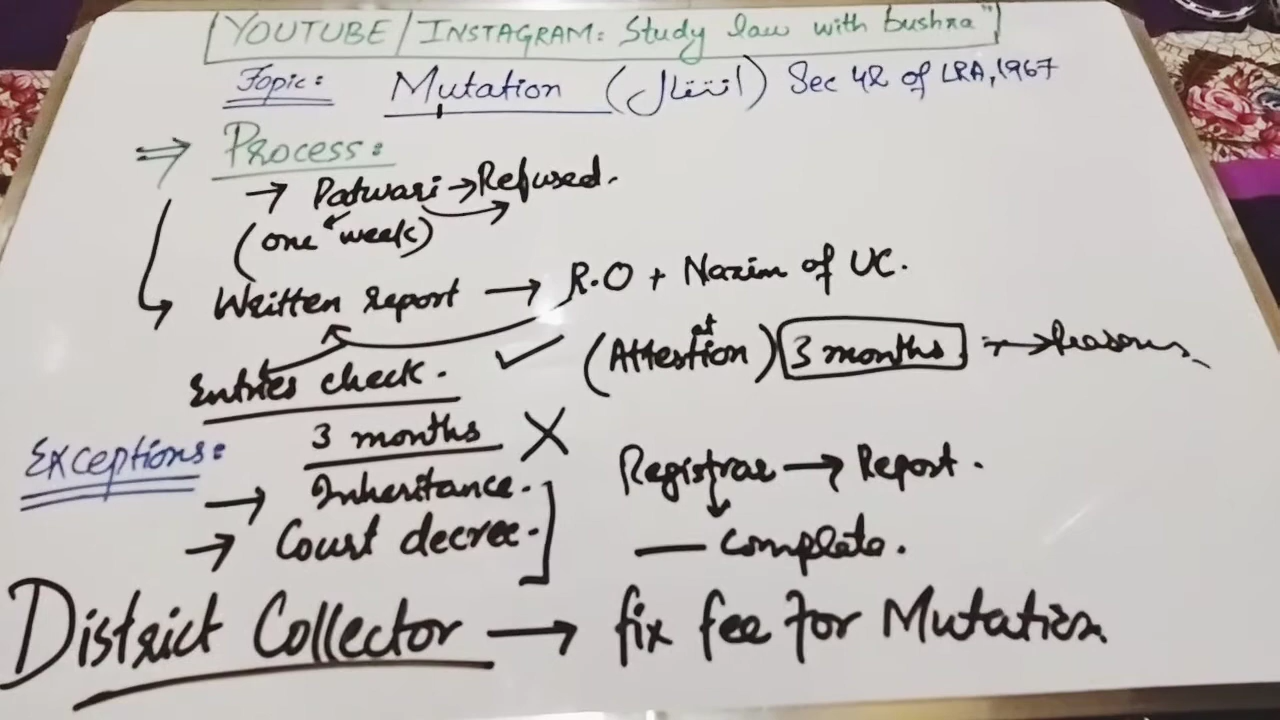 YOUTUBE/INSTAGRAM: Study law with bushra"
Topic: Mutation (انتقال) Sec 42 of LRA,1967
⇒ Process:
→ Patwari → Refused.
(one week)
Written report → R.O + Nazim of UC.
Entries check. ✓ (Attestation) 3 months → Reasons
3 months X
Exceptions:
→ Inheritance.
→ Court decree.
Registrar → Report.
— complete.
District Collector → fix fee for Mutation